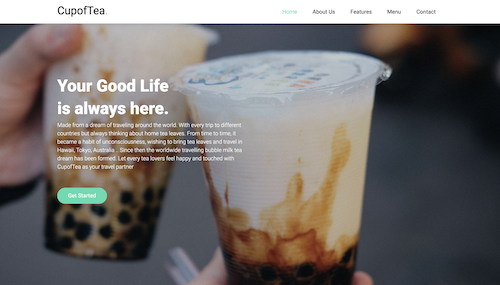 CupofTea.
Home About Us Features Menu Contact
Your Good Life
is always here.
Made from a dream of traveling around the world. With every trip to different
countries but always thinking about home tea leaves. From time to time, it
became a habit of unconsciousness, wishing to bring tea leaves and travel in
Hawaii, Tokyo, Australia .. Since then the worldwide travelling bubble milk tea
dream has been formed. Let every tea lovers feel happy and touched with
CupofTea as your travel partner
Get Started